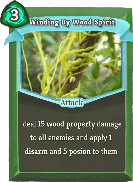 3
Winding By Wood Spirit
Attack
deal 15 wood property damage
to all enemies and apply 1
disarm and 5 posion to them